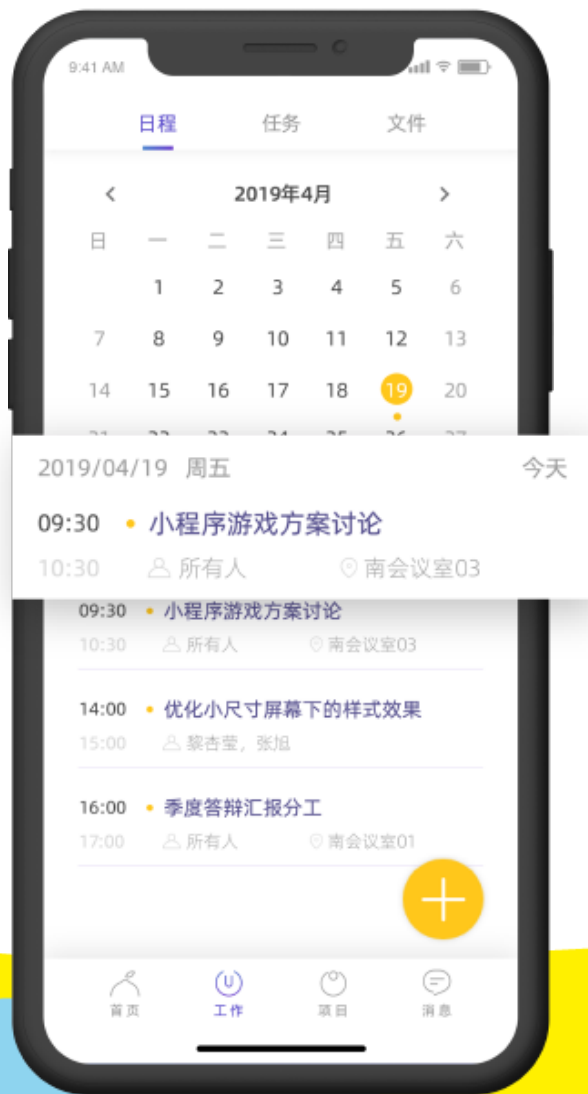 9:41 AM
日程 任务 文件
2019年4月
日 一 二 三 四 五 六
1 2 3 4 5 6
7 8 9 10 11 12 13
14 15 16 17 18 19 20
2019/04/19 周五 今天
09:30 小程序游戏方案讨论
10:30 所有人 南会议室03
09:30 小程序游戏方案讨论
10:30 所有人 南会议室03
14:00 优化小尺寸屏幕下的样式效果
15:00 黎杏莹，张旭
16:00 季度答辩汇报分工
17:00 所有人 南会议室01
首页 工作 项目 消息